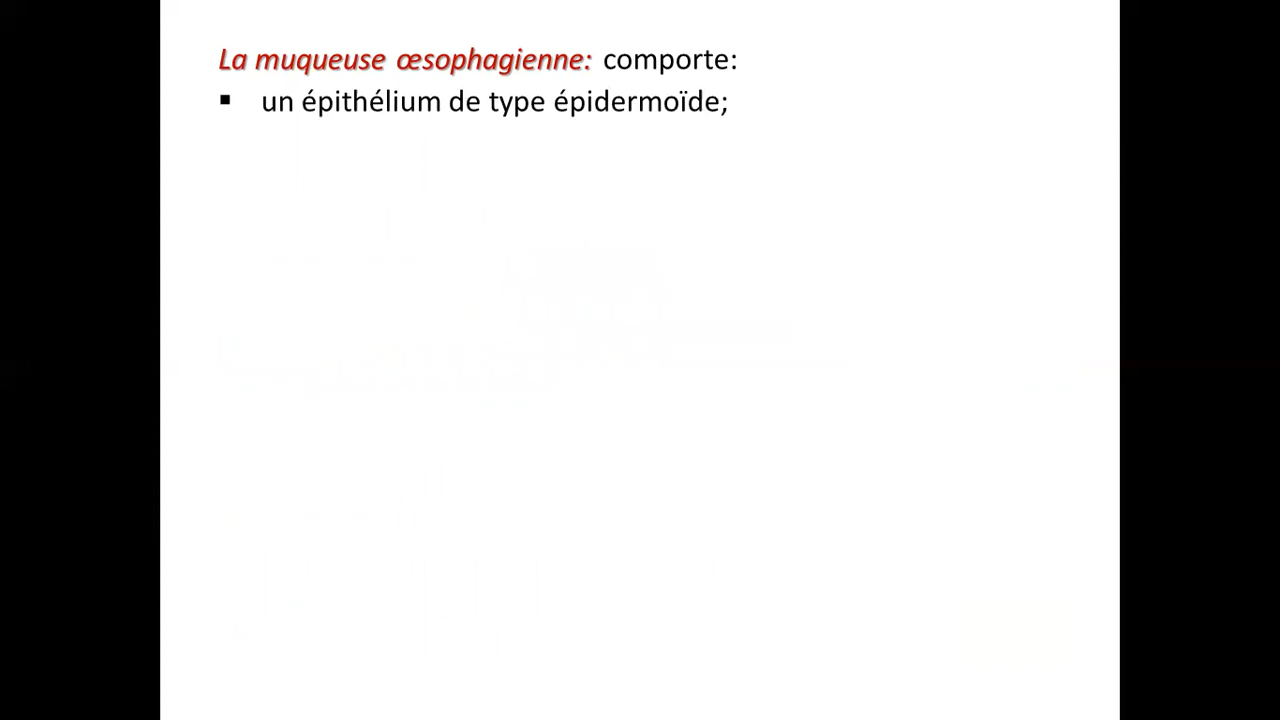 La muqueuse œsophagienne: comporte:
▪ un épithélium de type épidermoïde;